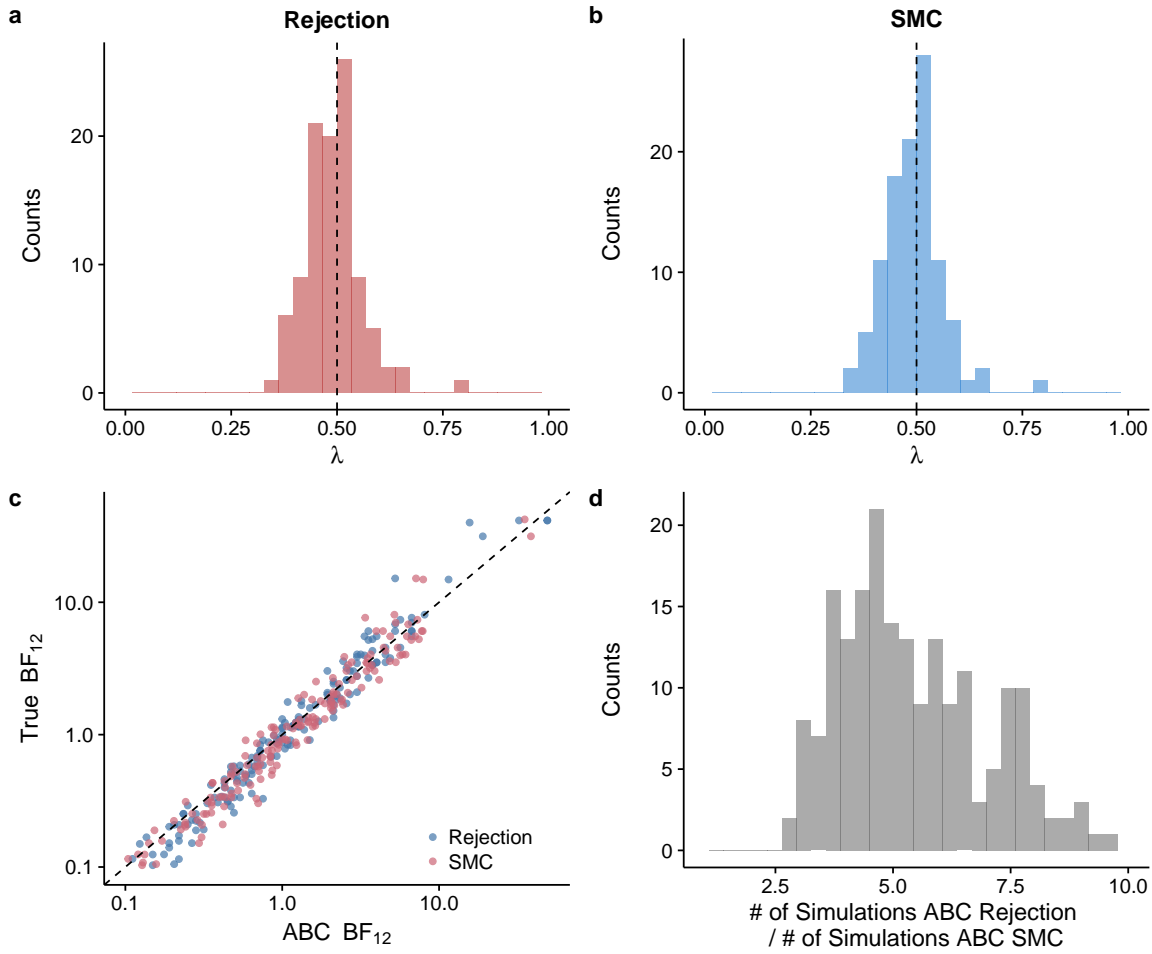 a
Rejection
Counts
20
10
0
0.00 0.25 0.50 0.75 1.00
λ
b
SMC
Counts
20
10
0
0.00 0.25 0.50 0.75 1.00
λ
c
True BF₁₂
10.0
1.0
0.1
0.1 1.0 10.0
ABC BF₁₂
Rejection
SMC
d
Counts
20
15
10
5
0
2.5 5.0 7.5 10.0
# of Simulations ABC Rejection
/ # of Simulations ABC SMC